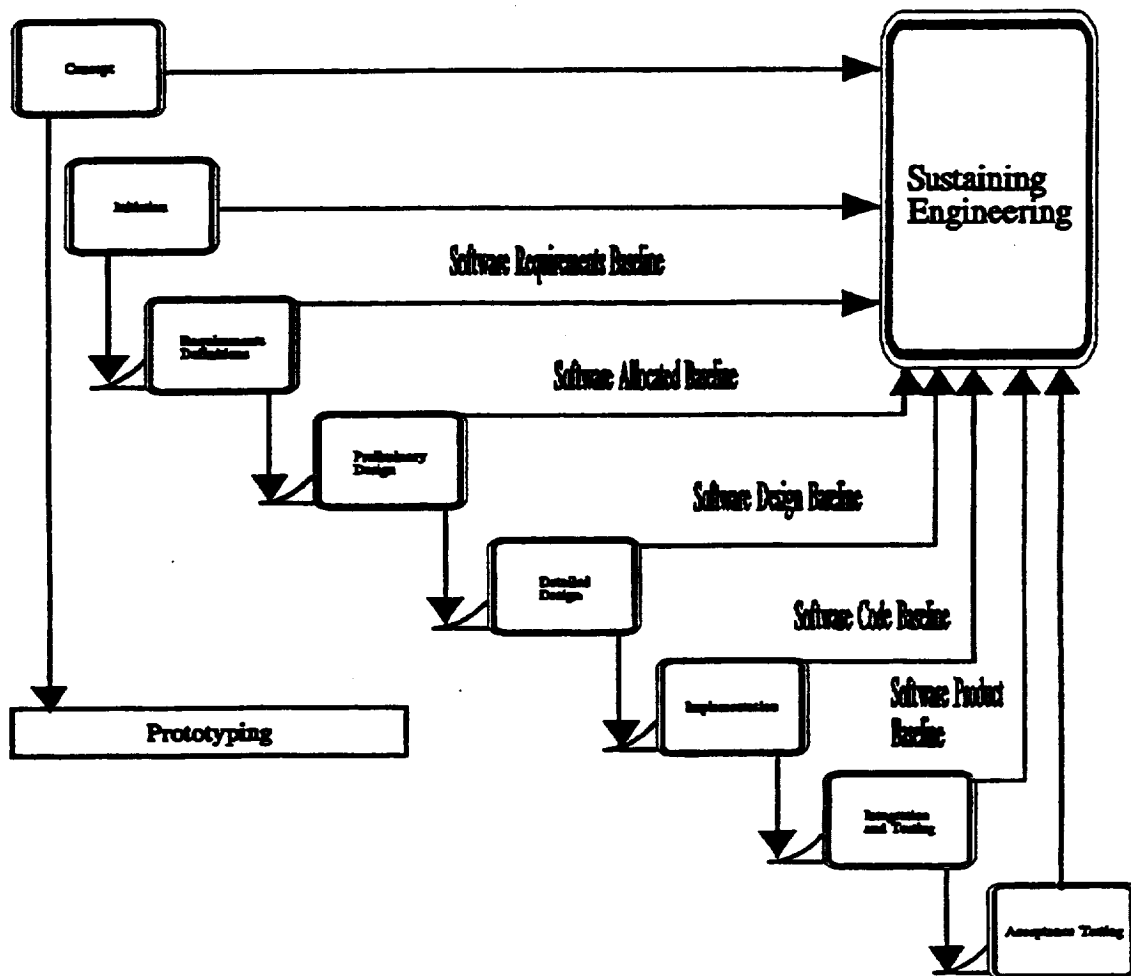 Concept
Sustaining
Engineering
Initiation
Software Requirements Baseline
Requirements
Definitions
Software Allocated Baseline
Preliminary
Design
Software Design Baseline
Detailed
Design
Software Code Baseline
Implementation
Software Product
Baseline
Prototyping
Integration
and Testing
Acceptance Testing